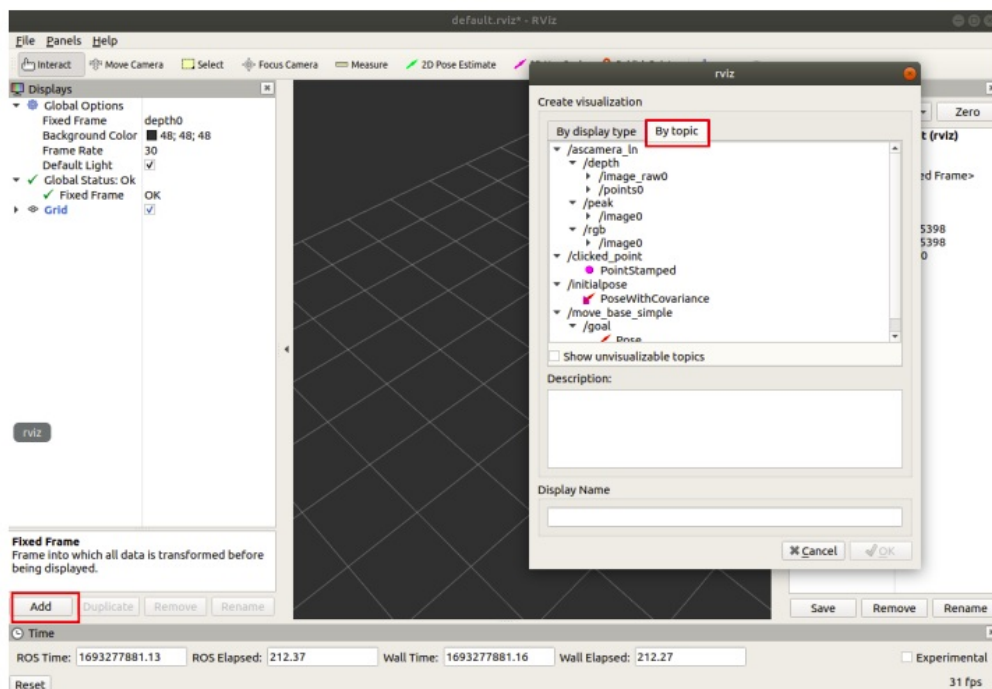 default.rviz* - RViz
File Panels Help
Interact Move Camera Select Focus Camera Measure 2D Pose Estimate
Displays
Global Options
Fixed Frame depth0
Background Color 48; 48; 48
Frame Rate 30
Default Light
Global Status: Ok
Fixed Frame OK
Grid
rviz
Fixed Frame
Frame into which all data is transformed before
being displayed.
Add Duplicate Remove Rename
rviz
Create visualization
By display type By topic
/ascamera_ln
/depth
/image_raw0
/points0
/peak
/image0
/rgb
/image0
/clicked_point
PointStamped
/initialpose
PoseWithCovariance
/move_base_simple
/goal
Pose
Show unvisualizable topics
Description:
Display Name
Cancel OK
Zero
t (rviz)
ed Frame>
5398
5398
0
Save Remove Rename
Time
ROS Time: 1693277881.13 ROS Elapsed: 212.37 Wall Time: 1693277881.16 Wall Elapsed: 212.27 Experimental
Reset 31 fps